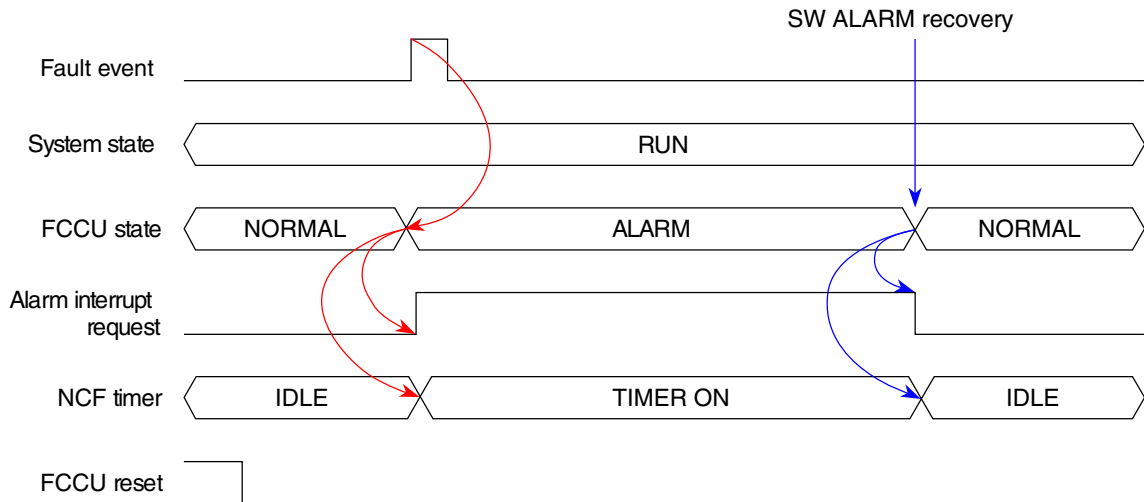 SW ALARM recovery
Fault event
System state
RUN
FCCU state
NORMAL
ALARM
NORMAL
Alarm interrupt
request
NCF timer
IDLE
TIMER ON
IDLE
FCCU reset